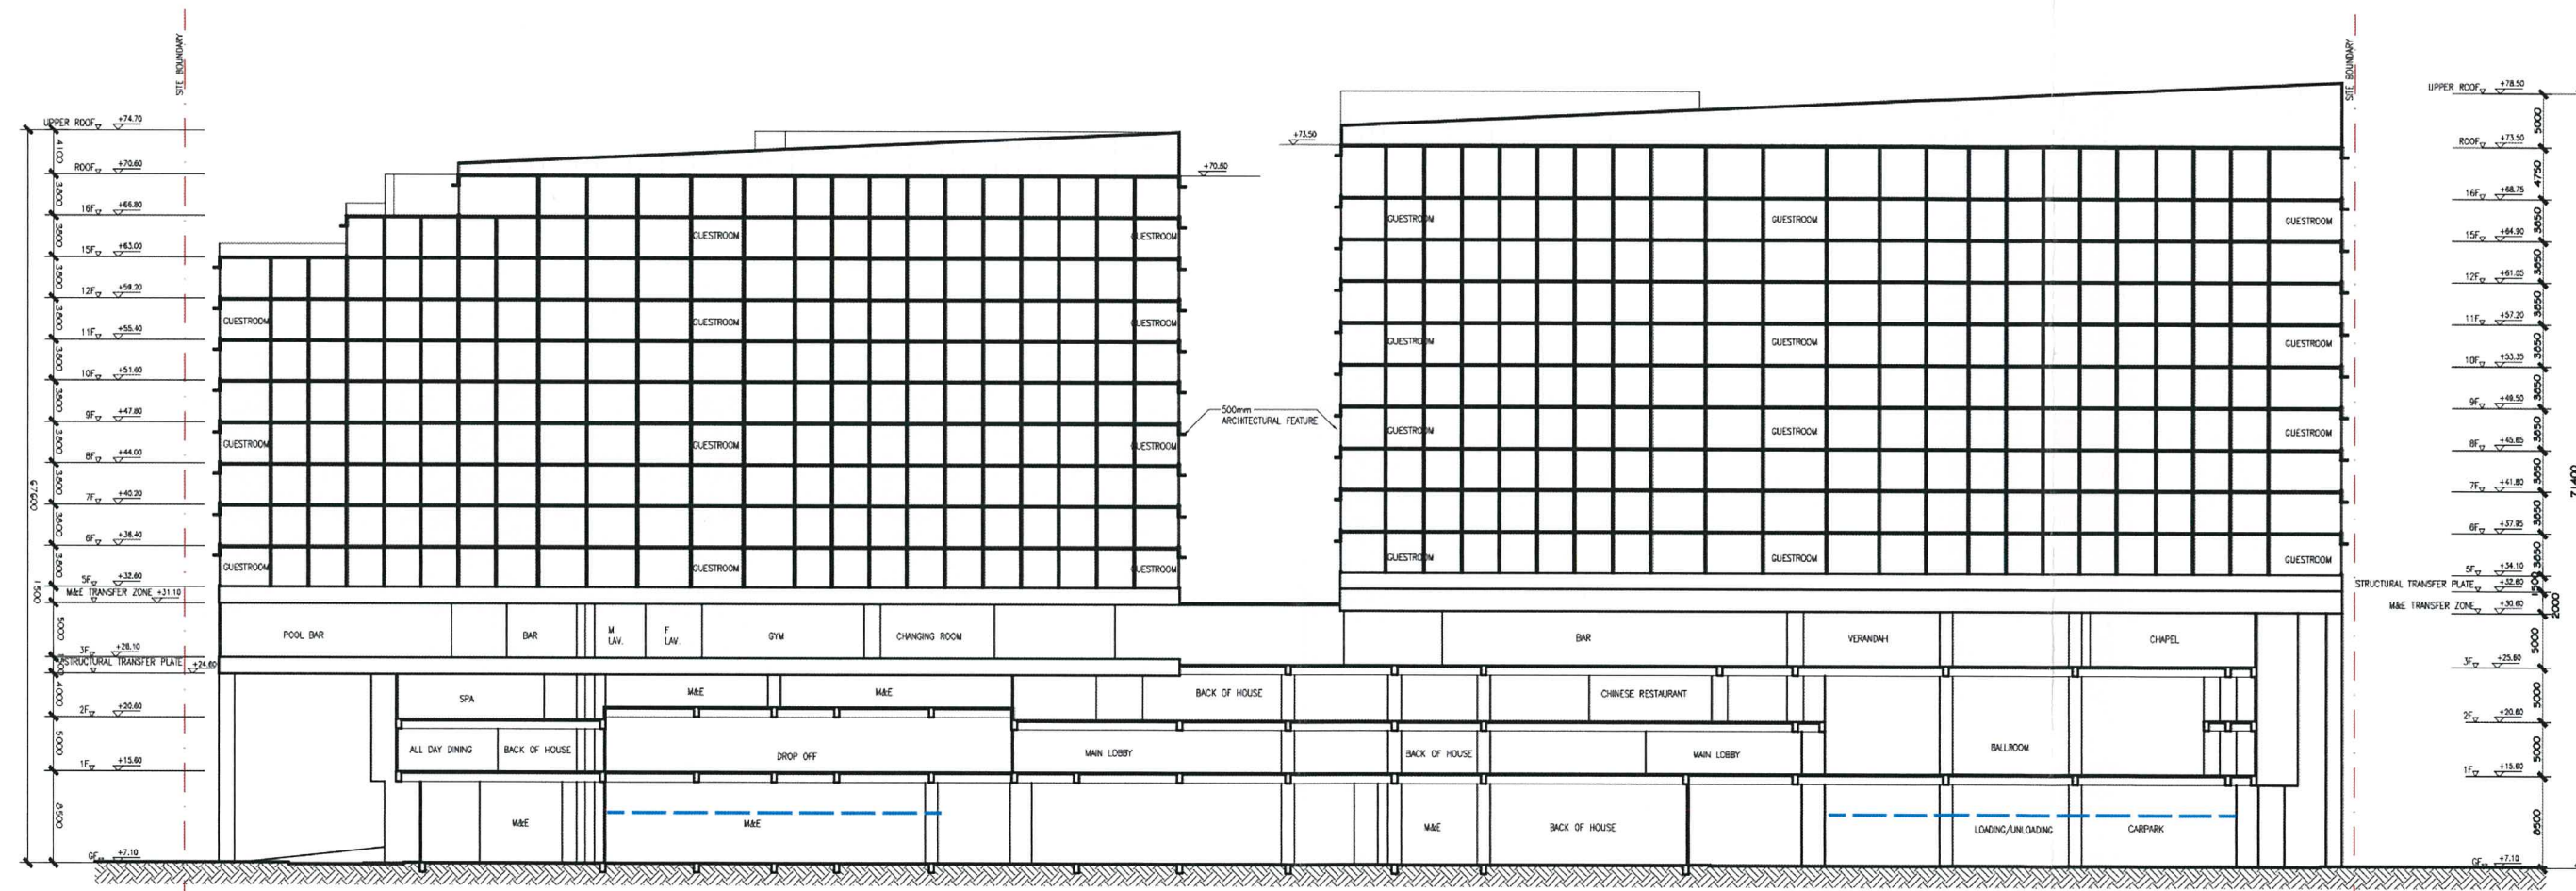 SITE BOUNDARY
UPPER ROOF +74.70
4100
ROOF +70.60
3800
16F +66.80
3800
15F +63.00
3800
12F +59.20
3800
11F +55.40
3800
10F +51.60
3800
9F +47.80
3800
8F +44.00
3800
7F +40.20
3800
6F +36.40
3800
5F +32.60
M&E TRANSFER ZONE +31.10
1500
5000
3F +26.10
STRUCTURAL TRANSFER PLATE +24.60
4000
2F +20.60
5000
1F +15.60
8500
GF +7.10
67600
+70.60
+73.50
GUESTROOM GUESTROOM
GUESTROOM GUESTROOM GUESTROOM
GUESTROOM GUESTROOM GUESTROOM
GUESTROOM GUESTROOM GUESTROOM
500mm
ARCHITECTURAL FEATURE
GUESTROOM GUESTROOM GUESTROOM
GUESTROOM GUESTROOM GUESTROOM
GUESTROOM GUESTROOM GUESTROOM
GUESTROOM GUESTROOM GUESTROOM
POOL BAR
BAR
M
LAV.
F
LAV.
GYM
CHANGING ROOM
BAR
VERANDAH
CHAPEL
SPA
M&E
M&E
BACK OF HOUSE
CHINESE RESTAURANT
ALL DAY DINING
BACK OF HOUSE
DROP OFF
MAIN LOBBY
BACK OF HOUSE
MAIN LOBBY
BALLROOM
M&E
M&E
M&E
BACK OF HOUSE
LOADING/UNLOADING
CARPARK
SITE BOUNDARY
UPPER ROOF +78.50
5000
ROOF +73.50
4750
16F +68.75
3850
15F +64.90
3850
12F +61.05
3850
11F +57.20
3850
10F +53.35
3850
9F +49.50
3850
8F +45.65
3850
7F +41.80
3850
6F +37.95
3850
5F +34.10
1500
STRUCTURAL TRANSFER PLATE +32.60
2000
M&E TRANSFER ZONE +30.60
5000
3F +25.60
5000
2F +20.60
5000
1F +15.60
8500
GF +7.10
71400